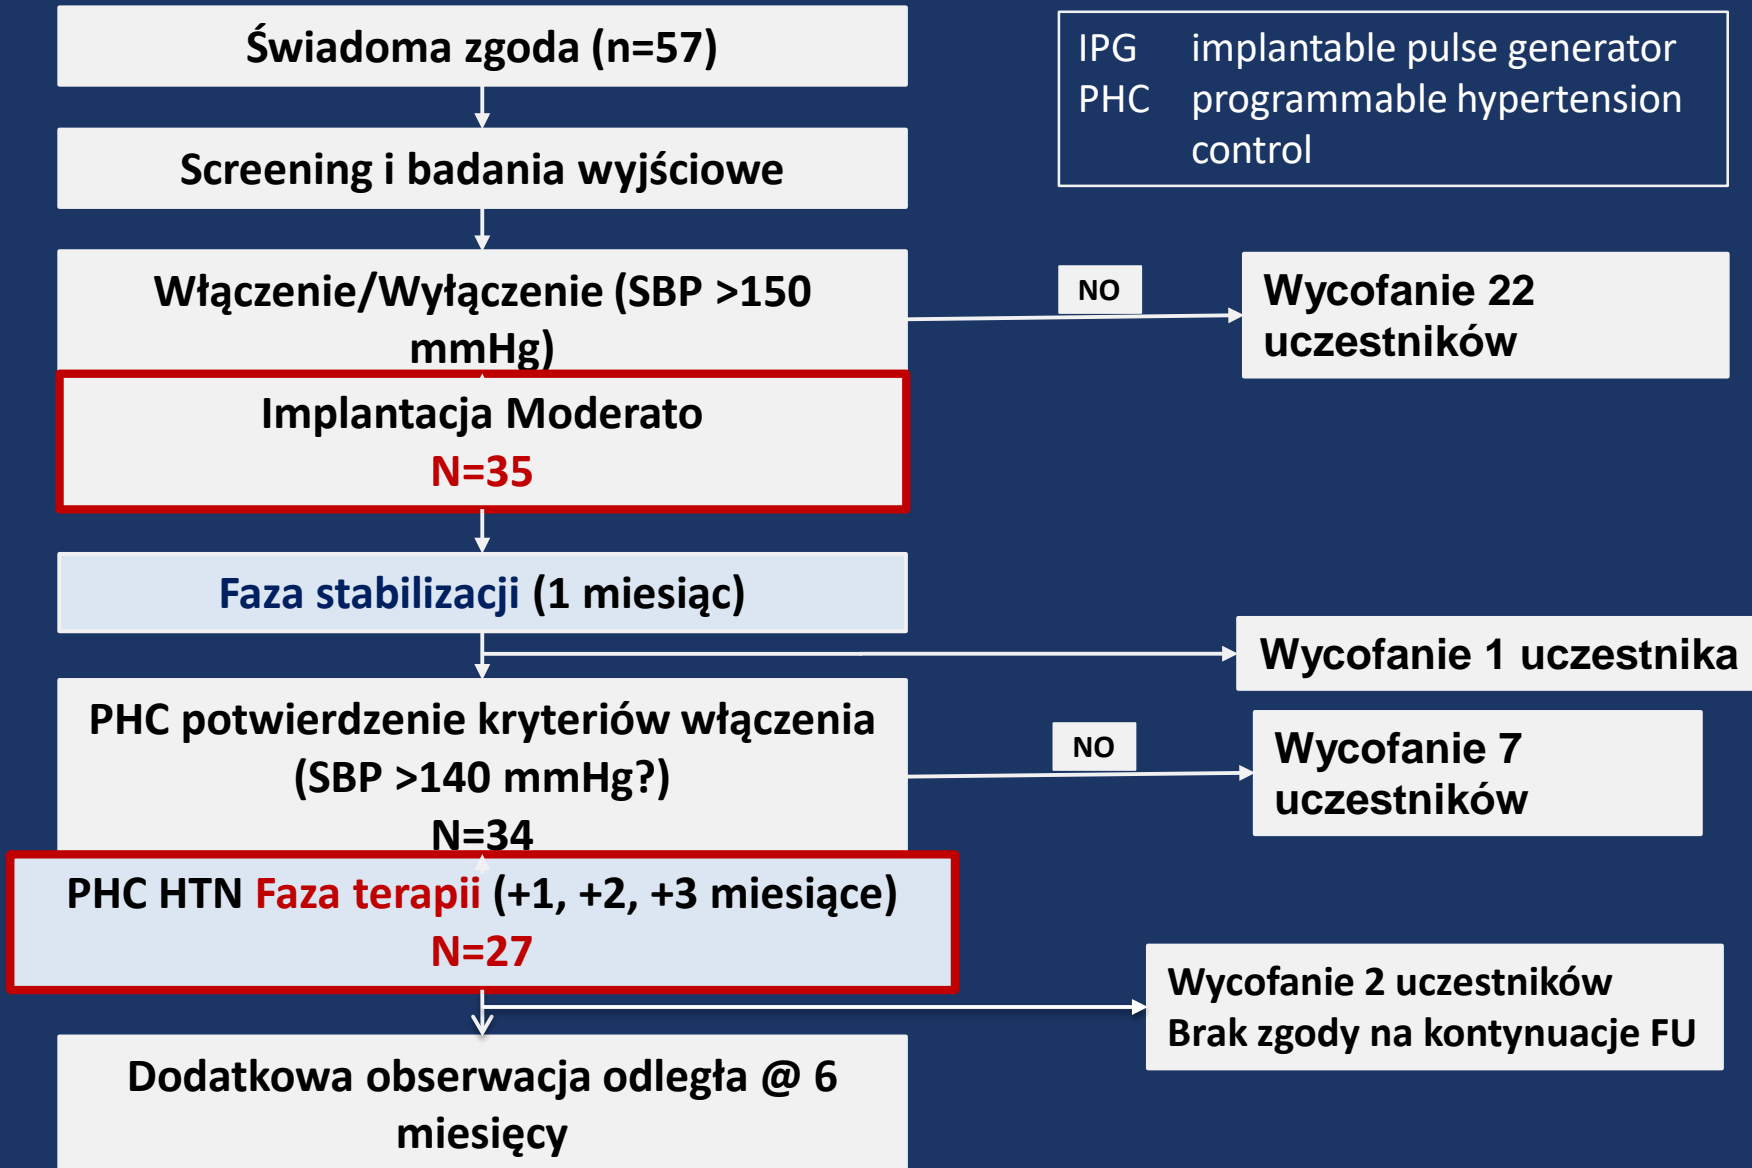 Świadoma zgoda (n=57)
IPG implantable pulse generator
PHC programmable hypertension
control
Screening i badania wyjściowe
Włączenie/Wyłączenie (SBP >150
mmHg)
NO
Wycofanie 22
uczestników
Implantacja Moderato
N=35
Faza stabilizacji (1 miesiąc)
Wycofanie 1 uczestnika
PHC potwierdzenie kryteriów włączenia
(SBP >140 mmHg?)
N=34
NO
Wycofanie 7
uczestników
PHC HTN Faza terapii (+1, +2, +3 miesiące)
N=27
Wycofanie 2 uczestników
Brak zgody na kontynuacje FU
Dodatkowa obserwacja odległa @ 6
miesięcy